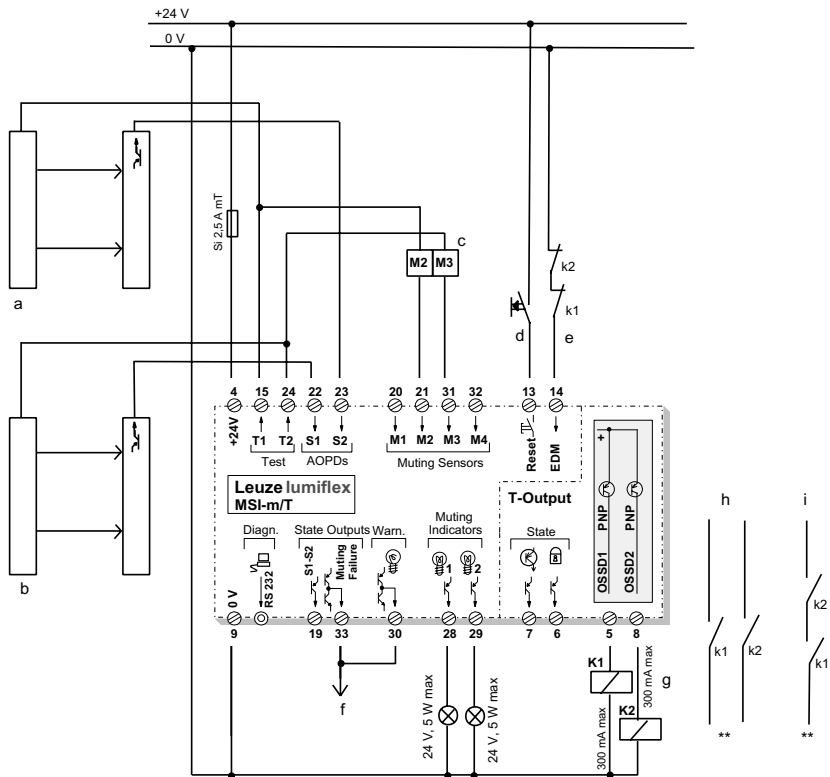 +24 V
0 V
Si 2,5 A mT
a
b
c
M2 M3
d
e
k2
k1
4 15 24 22 23 20 21 31 32 13 14
+24V
T1 T2 S1 S2 M1 M2 M3 M4
Reset
EDM
Test AOPDs Muting Sensors
Leuze lumiflex
MSI-m/T
T-Output
+
PNP PNP
OSSD1 OSSD2
Diagn. State Outputs Warn. Muting Indicators State
RS 232
S1-S2
Muting Failure
1 2
0 V
9 19 33 30 28 29 7 6 5 8
f
24 V, 5 W max
24 V, 5 W max
K1
300 mA max
K2
300 mA max
g
h
k1 k2
**
i
k2
k1
**